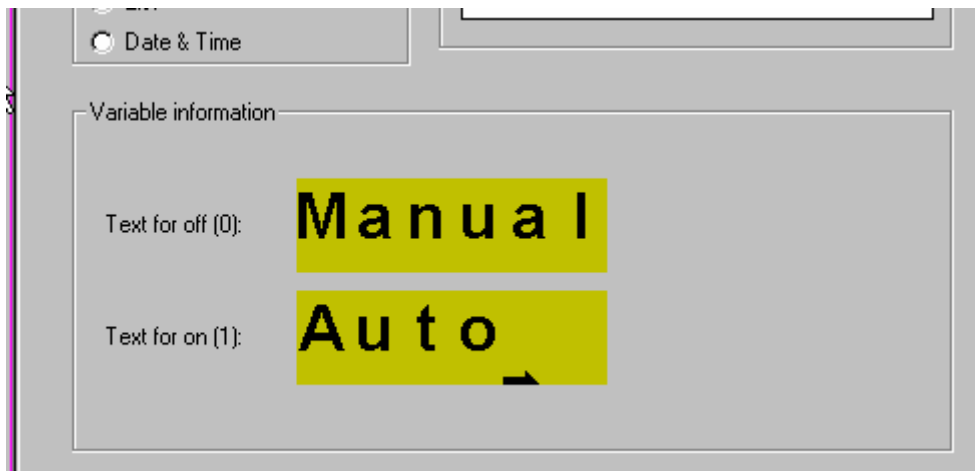 Date & Time
Variable information
Text for off (0):
Manual
Text for on (1):
Auto